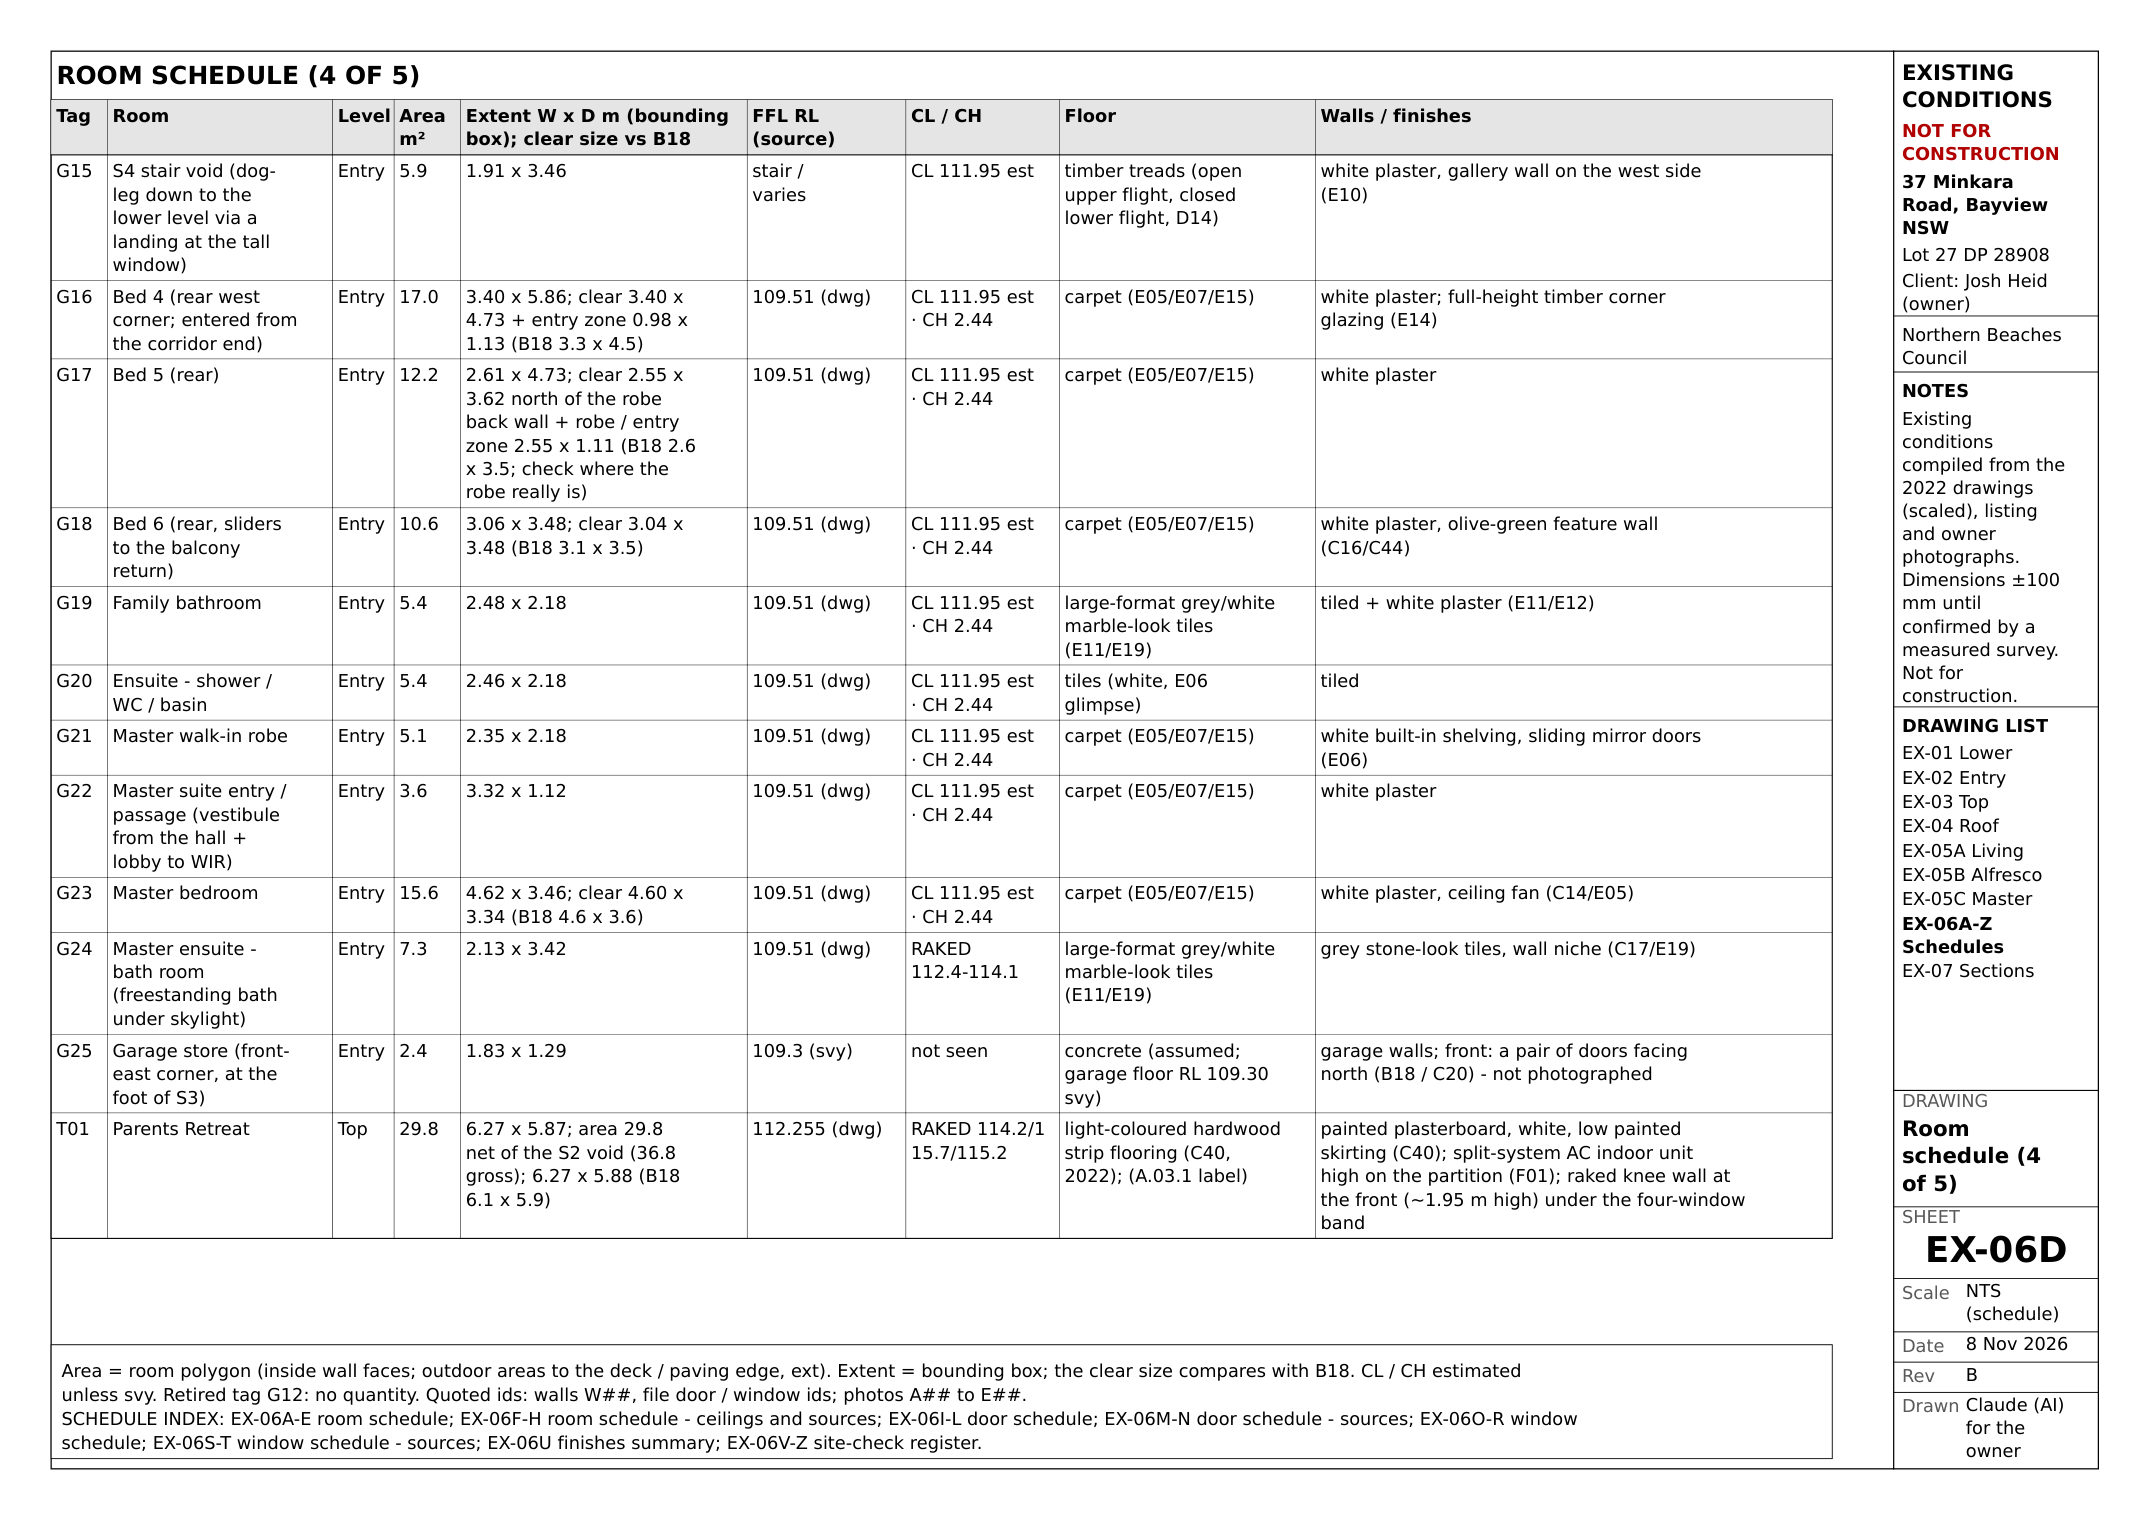 ROOM SCHEDULE (4 OF 5)
Tag Room Level Area Extent W x D m (bounding FFL RL CL / CH Floor Walls / finishes
m² box); clear size vs B18 (source)
G15 S4 stair void (dog- Entry 5.9 1.91 x 3.46 stair / CL 111.95 est timber treads (open white plaster, gallery wall on the west side
leg down to the varies upper flight, closed (E10)
lower level via a lower flight, D14)
landing at the tall
window)
G16 Bed 4 (rear west Entry 17.0 3.40 x 5.86; clear 3.40 x 109.51 (dwg) CL 111.95 est carpet (E05/E07/E15) white plaster; full-height timber corner
corner; entered from 4.73 + entry zone 0.98 x · CH 2.44 glazing (E14)
the corridor end) 1.13 (B18 3.3 x 4.5)
G17 Bed 5 (rear) Entry 12.2 2.61 x 4.73; clear 2.55 x 109.51 (dwg) CL 111.95 est carpet (E05/E07/E15) white plaster
3.62 north of the robe · CH 2.44
back wall + robe / entry
zone 2.55 x 1.11 (B18 2.6
x 3.5; check where the
robe really is)
G18 Bed 6 (rear, sliders Entry 10.6 3.06 x 3.48; clear 3.04 x 109.51 (dwg) CL 111.95 est carpet (E05/E07/E15) white plaster, olive-green feature wall
to the balcony 3.48 (B18 3.1 x 3.5) · CH 2.44 (C16/C44)
return)
G19 Family bathroom Entry 5.4 2.48 x 2.18 109.51 (dwg) CL 111.95 est large-format grey/white tiled + white plaster (E11/E12)
· CH 2.44 marble-look tiles
(E11/E19)
G20 Ensuite - shower / Entry 5.4 2.46 x 2.18 109.51 (dwg) CL 111.95 est tiles (white, E06 tiled
WC / basin · CH 2.44 glimpse)
G21 Master walk-in robe Entry 5.1 2.35 x 2.18 109.51 (dwg) CL 111.95 est carpet (E05/E07/E15) white built-in shelving, sliding mirror doors
· CH 2.44 (E06)
G22 Master suite entry / Entry 3.6 3.32 x 1.12 109.51 (dwg) CL 111.95 est carpet (E05/E07/E15) white plaster
passage (vestibule · CH 2.44
from the hall +
lobby to WIR)
G23 Master bedroom Entry 15.6 4.62 x 3.46; clear 4.60 x 109.51 (dwg) CL 111.95 est carpet (E05/E07/E15) white plaster, ceiling fan (C14/E05)
3.34 (B18 4.6 x 3.6) · CH 2.44
G24 Master ensuite - Entry 7.3 2.13 x 3.42 109.51 (dwg) RAKED large-format grey/white grey stone-look tiles, wall niche (C17/E19)
bath room 112.4-114.1 marble-look tiles
(freestanding bath (E11/E19)
under skylight)
G25 Garage store (front- Entry 2.4 1.83 x 1.29 109.3 (svy) not seen concrete (assumed; garage walls; front: a pair of doors facing
east corner, at the garage floor RL 109.30 north (B18 / C20) - not photographed
foot of S3) svy)
T01 Parents Retreat Top 29.8 6.27 x 5.87; area 29.8 112.255 (dwg) RAKED 114.2/1 light-coloured hardwood painted plasterboard, white, low painted
net of the S2 void (36.8 15.7/115.2 strip flooring (C40, skirting (C40); split-system AC indoor unit
gross); 6.27 x 5.88 (B18 2022); (A.03.1 label) high on the partition (F01); raked knee wall at
6.1 x 5.9) the front (~1.95 m high) under the four-window
band
Area = room polygon (inside wall faces; outdoor areas to the deck / paving edge, ext). Extent = bounding box; the clear size compares with B18. CL / CH estimated
unless svy. Retired tag G12: no quantity. Quoted ids: walls W##, file door / window ids; photos A## to E##.
SCHEDULE INDEX: EX-06A-E room schedule; EX-06F-H room schedule - ceilings and sources; EX-06I-L door schedule; EX-06M-N door schedule - sources; EX-06O-R window
schedule; EX-06S-T window schedule - sources; EX-06U finishes summary; EX-06V-Z site-check register.
EXISTING
CONDITIONS
NOT FOR
CONSTRUCTION
37 Minkara
Road, Bayview
NSW
Lot 27 DP 28908
Client: Josh Heid
(owner)
Northern Beaches
Council
NOTES
Existing
conditions
compiled from the
2022 drawings
(scaled), listing
and owner
photographs.
Dimensions ±100
mm until
confirmed by a
measured survey.
Not for
construction.
DRAWING LIST
EX-01 Lower
EX-02 Entry
EX-03 Top
EX-04 Roof
EX-05A Living
EX-05B Alfresco
EX-05C Master
EX-06A-Z
Schedules
EX-07 Sections
DRAWING
Room
schedule (4
of 5)
SHEET
EX-06D
Scale NTS
(schedule)
Date 8 Nov 2026
Rev B
Drawn Claude (AI)
for the
owner